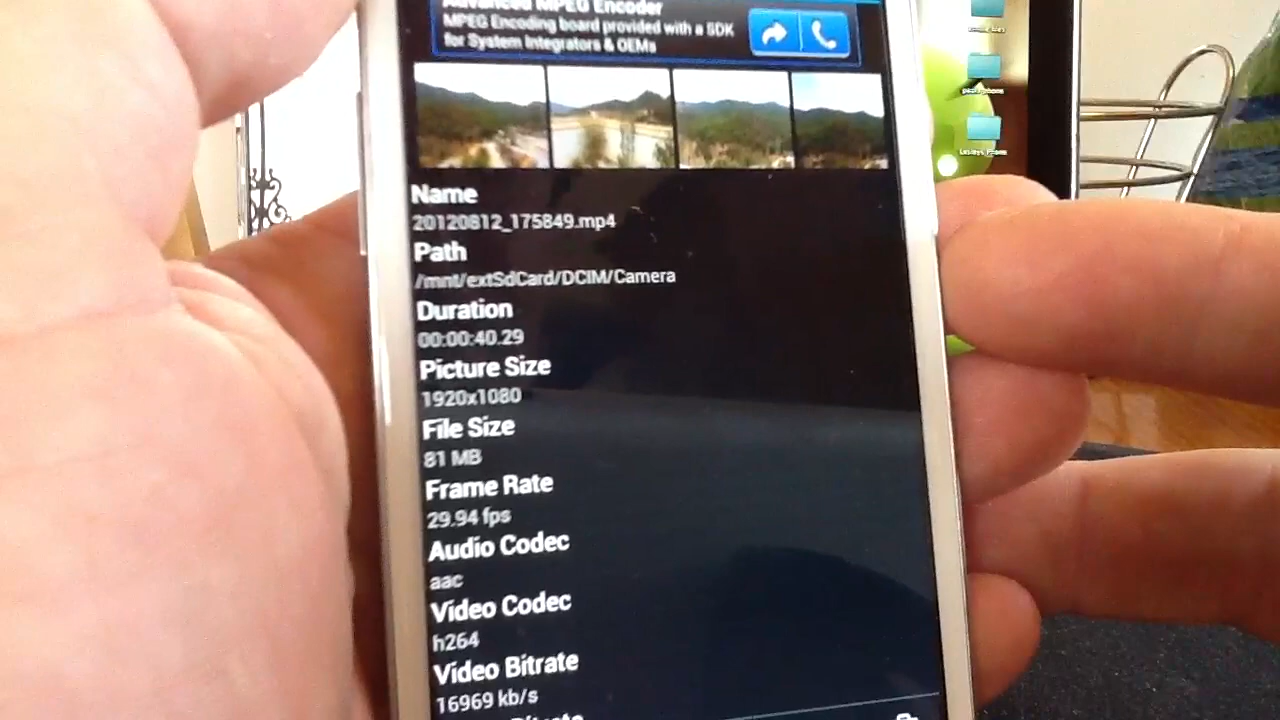 Advanced MPEG Encoder
MPEG Encoding board provided with a SDK
for System Integrators & OEMs
Name
20120812_175849.mp4
Path
/mnt/extSdCard/DCIM/Camera
Duration
00:00:40.29
Picture Size
1920x1080
File Size
81 MB
Frame Rate
29.94 fps
Audio Codec
aac
Video Codec
h264
Video Bitrate
16969 kb/s
Bitrate